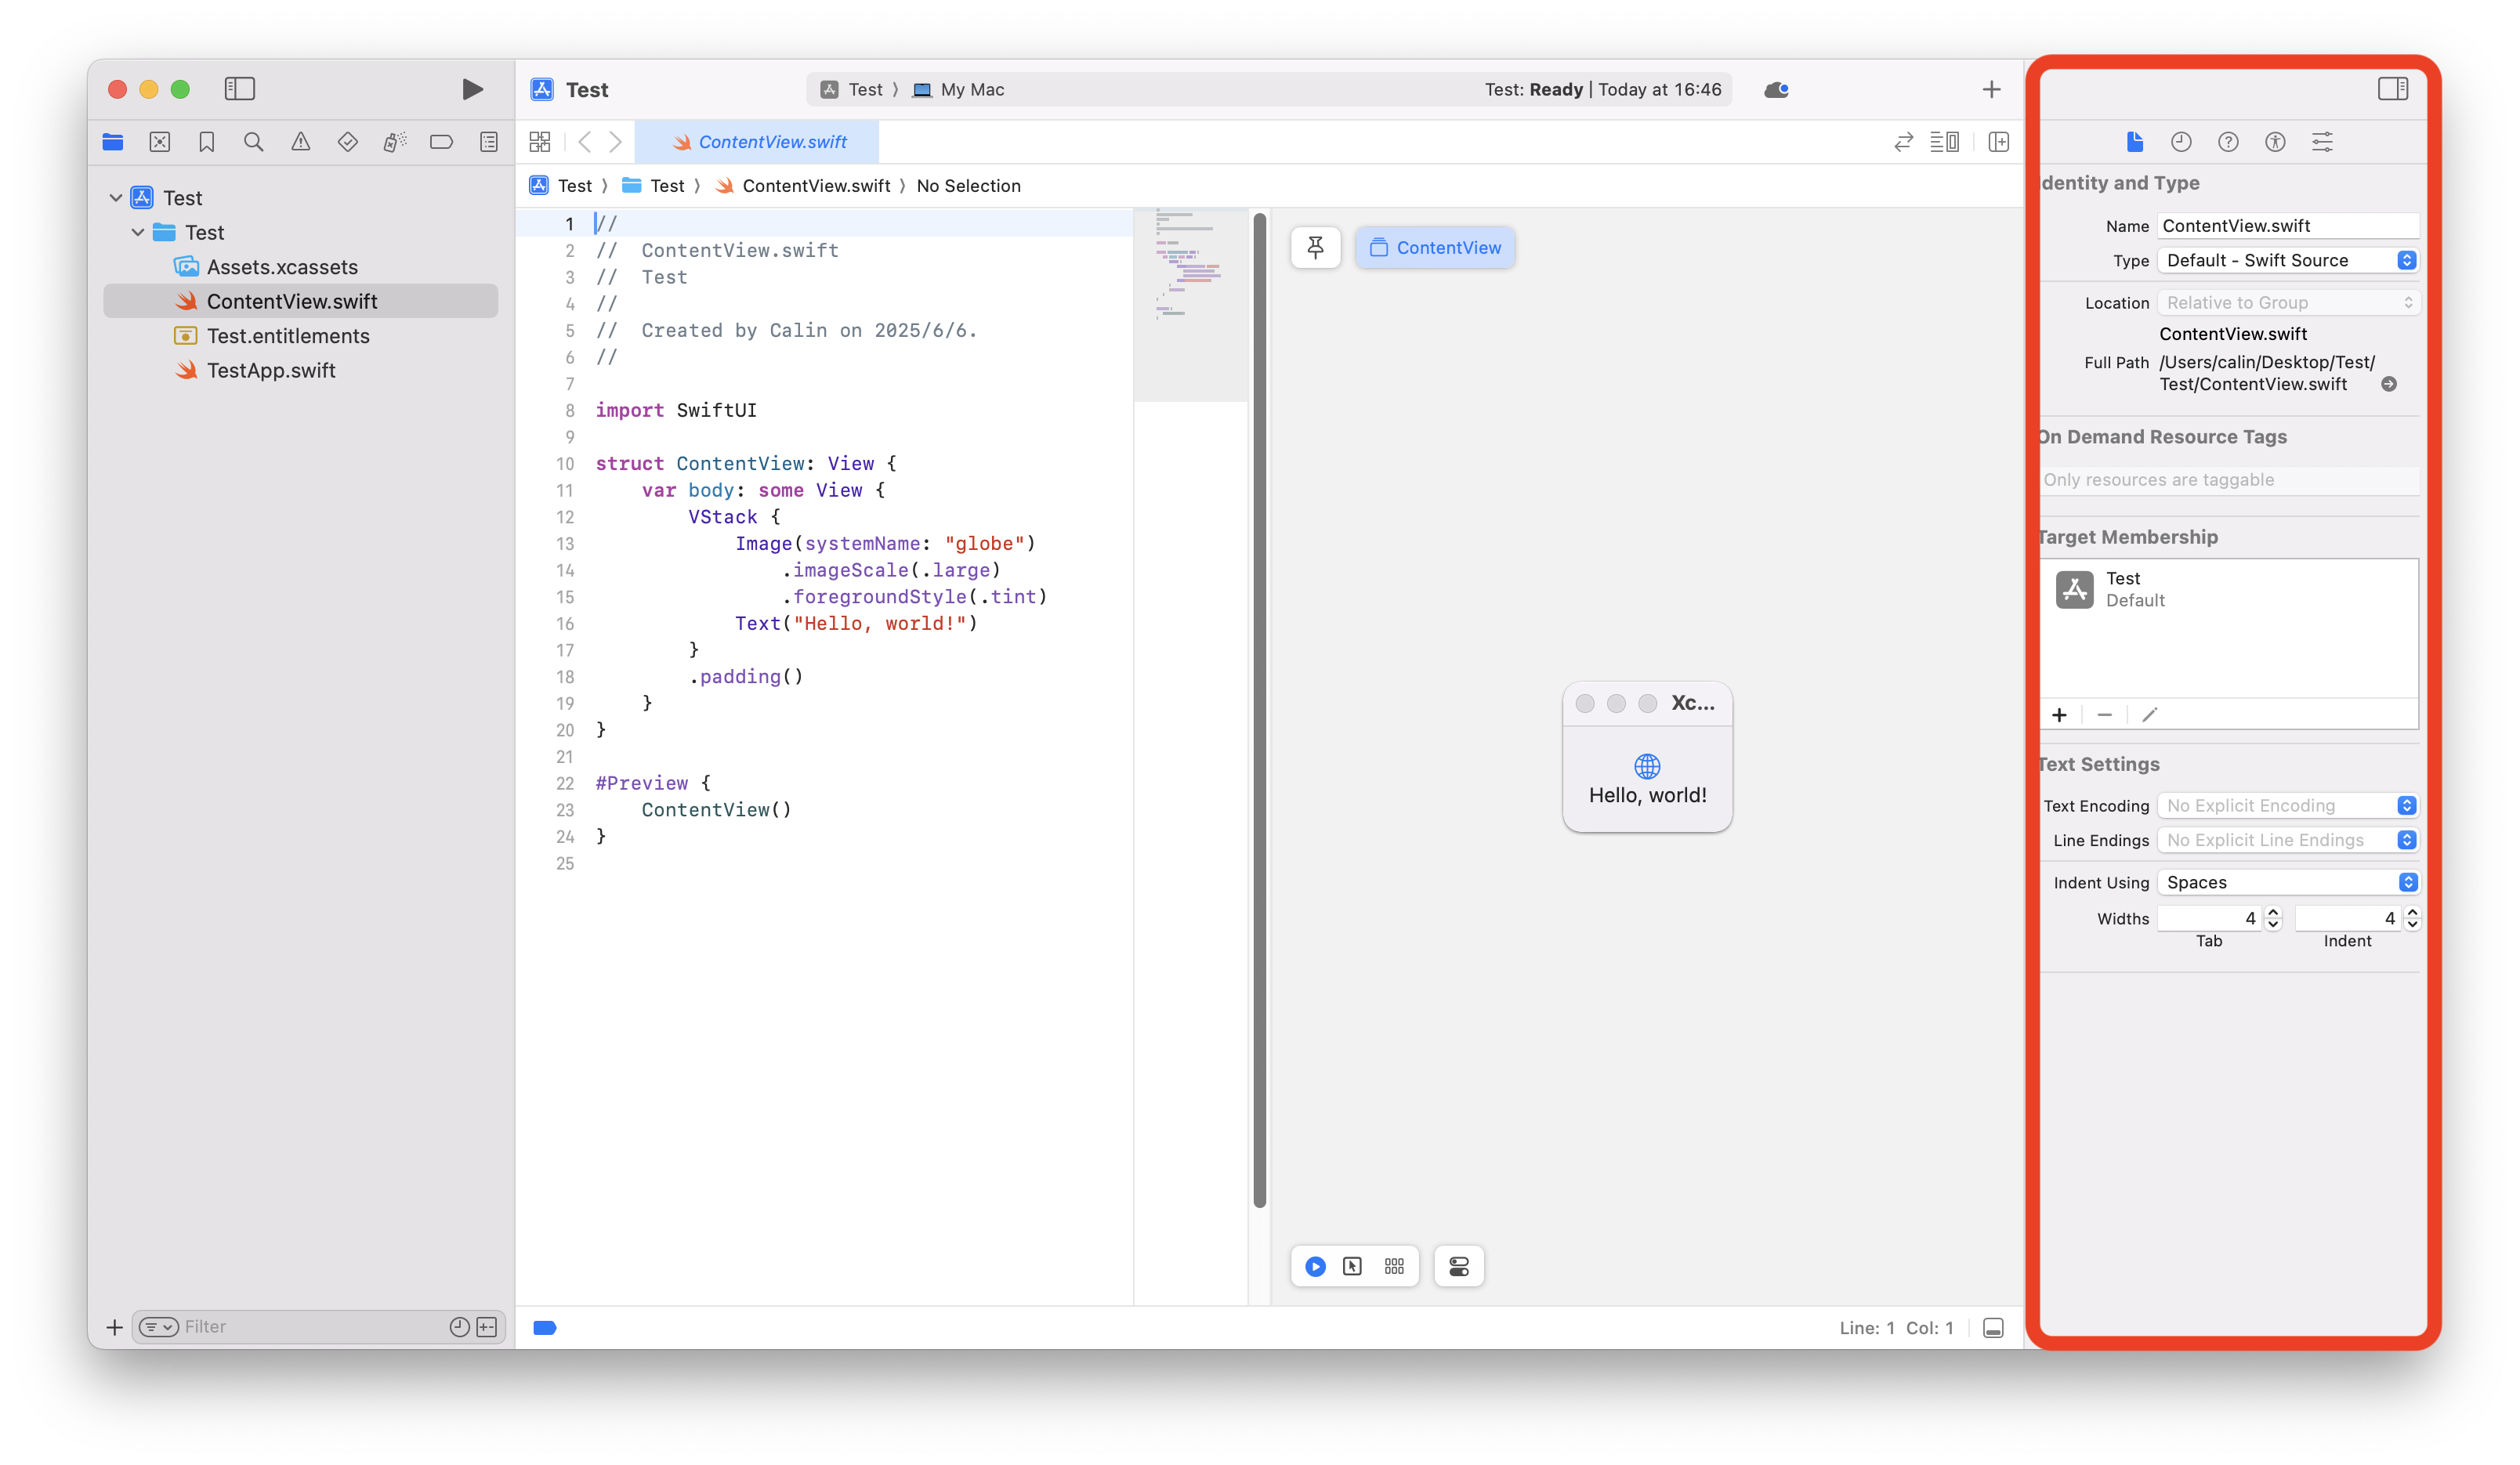 Test
Test 〉 My Mac
Test: Ready | Today at 16:46
ContentView.swift
Test 〉 Test 〉 ContentView.swift 〉 No Selection
Test
Test
Assets.xcassets
ContentView.swift
Test.entitlements
TestApp.swift
Filter
1 //
2 //  ContentView.swift
3 //  Test
4 //
5 //  Created by Calin on 2025/6/6.
6 //
7
8 import SwiftUI
9
10 struct ContentView: View {
11     var body: some View {
12         VStack {
13             Image(systemName: "globe")
14                 .imageScale(.large)
15                 .foregroundStyle(.tint)
16             Text("Hello, world!")
17         }
18         .padding()
19     }
20 }
21
22 #Preview {
23     ContentView()
24 }
25
ContentView
Xc...
Hello, world!
Line: 1 Col: 1
Identity and Type
Name ContentView.swift
Type Default - Swift Source
Location Relative to Group
ContentView.swift
Full Path /Users/calin/Desktop/Test/
Test/ContentView.swift
On Demand Resource Tags
Only resources are taggable
Target Membership
Test
Default
Text Settings
Text Encoding No Explicit Encoding
Line Endings No Explicit Line Endings
Indent Using Spaces
Widths 4 4
Tab Indent